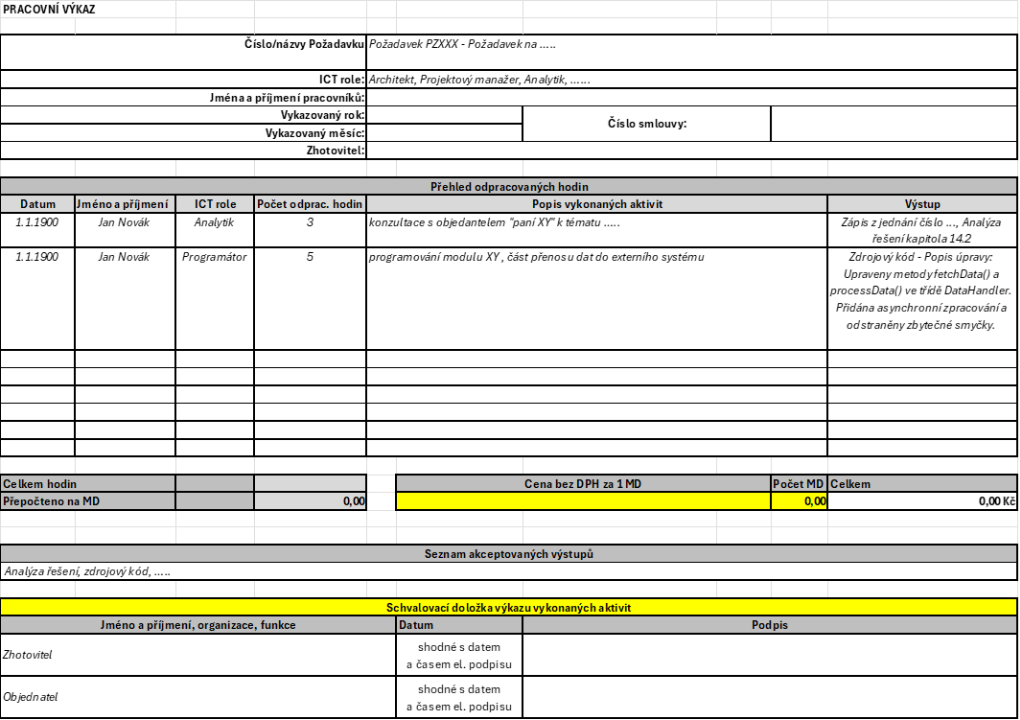 PRACOVNÍ VÝKAZ
Číslo/názvy Požadavku Požadavek PZXXX - Požadavek na .....
ICT role: Architekt, Projektový manažer, Analytik, ......
Jména a příjmení pracovníků:
Vykazovaný rok:
Číslo smlouvy:
Vykazovaný měsíc:
Zhotovitel:
Přehled odpracovaných hodin
Datum Jméno a příjmení ICT role Počet odprac. hodin Popis vykonaných aktivit Výstup
1.1.1900 Jan Novák Analytik 3 konzultace s objedantelem "paní XY" k tématu ..... Zápis z jednání číslo ..., Analýza
řešení kapitola 14.2
1.1.1900 Jan Novák Programátor 5 programování modulu XY , část přenosu dat do externího systému Zdrojový kód - Popis úpravy:
Upraveny metody fetchData() a
processData() ve třídě DataHandler.
Přidána asynchronní zpracování a
odstraněny zbytečné smyčky.
Celkem hodin Cena bez DPH za 1 MD Počet MD Celkem
Přepočteno na MD 0,00 0,00 0,00 Kč
Seznam akceptovaných výstupů
Analýza řešení, zdrojový kód, .....
Schvalovací doložka výkazu vykonaných aktivit
Jméno a příjmení, organizace, funkce Datum Podpis
Zhotovitel shodné s datem
a časem el. podpisu
Objednatel shodné s datem
a časem el. podpisu